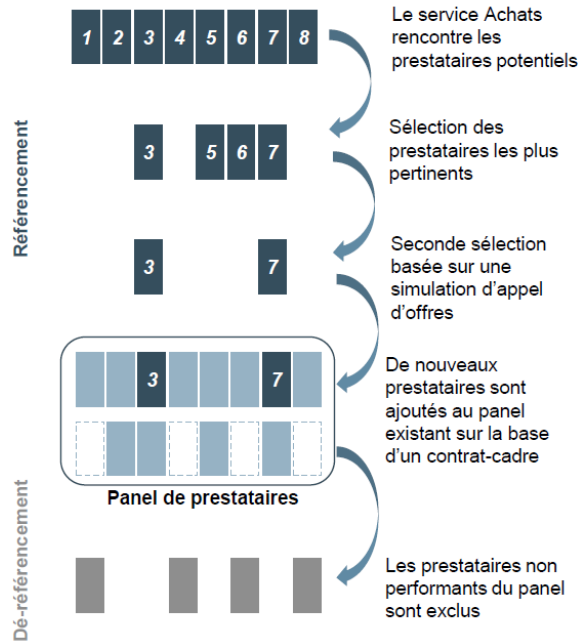 1 2 3 4 5 6 7 8
Le service Achats
rencontre les
prestataires potentiels
Référencement
3 5 6 7
Sélection des
prestataires les plus
pertinents
3 7
Seconde sélection
basée sur une
simulation d'appel
d'offres
3 7
De nouveaux
prestataires sont
ajoutés au panel
existant sur la base
d'un contrat-cadre
Panel de prestataires
Dé-référencement
Les prestataires non
performants du panel
sont exclus